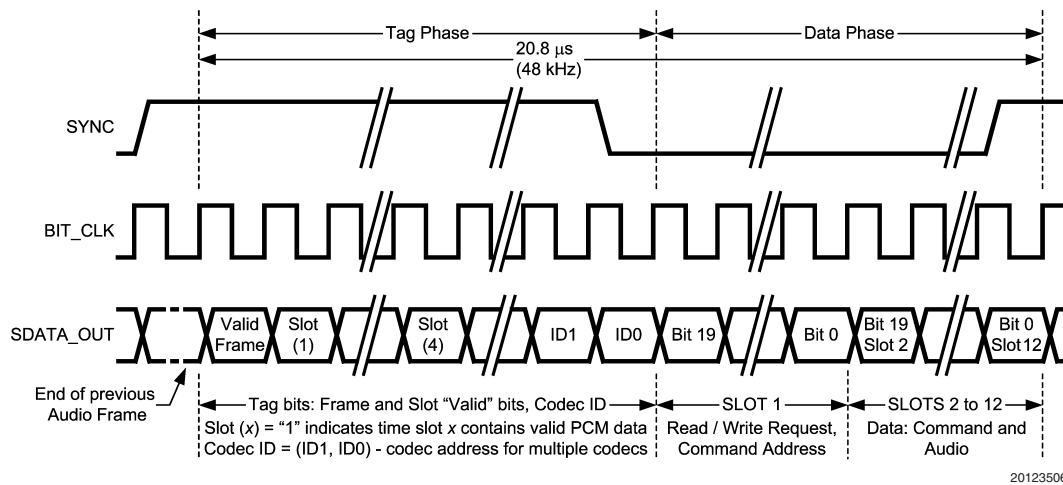 Tag Phase
Data Phase
20.8 μs
(48 kHz)
SYNC
BIT_CLK
SDATA_OUT
Valid
Frame
Slot
(1)
Slot
(4)
ID1
ID0
Bit 19
Bit 0
Bit 19
Slot 2
Bit 0
Slot12
End of previous
Audio Frame
Tag bits: Frame and Slot “Valid” bits, Codec ID
Slot (x) = “1” indicates time slot x contains valid PCM data
Codec ID = (ID1, ID0) - codec address for multiple codecs
SLOT 1
Read / Write Request,
Command Address
SLOTS 2 to 12
Data: Command and
Audio
20123506